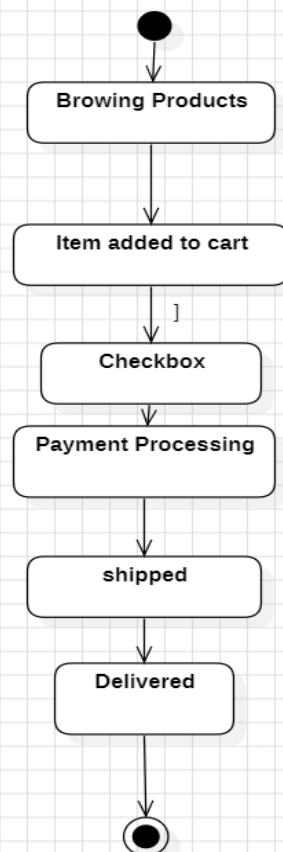 Browing Products
Item added to cart
]
Checkbox
Payment Processing
shipped
Delivered